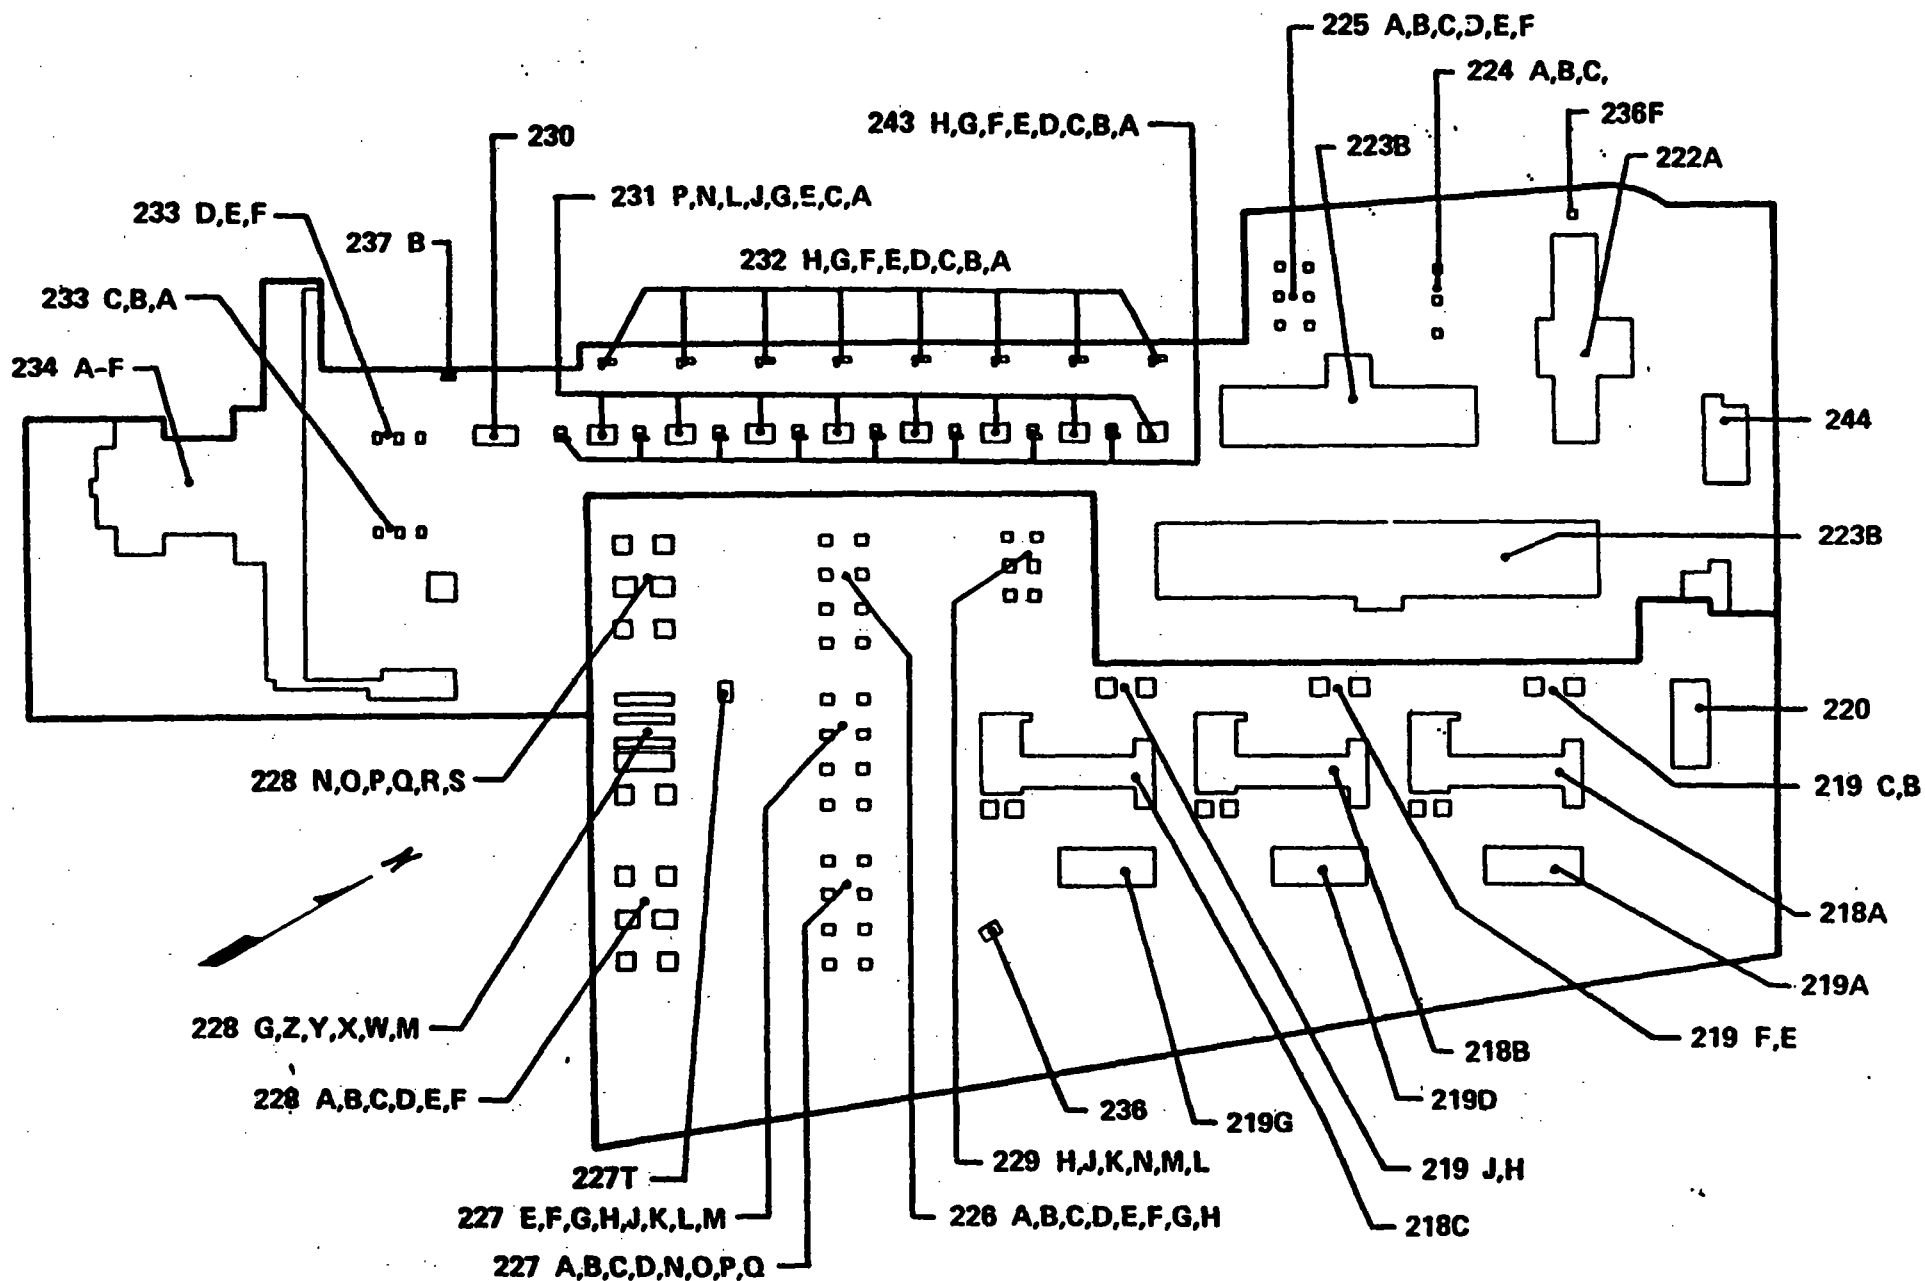 225 A,B,C,D,E,F
224 A,B,C,
236F
243 H,G,F,E,D,C,B,A
230
223B
222A
231 P,N,L,J,G,E,C,A
233 D,E,F
237 B
232 H,G,F,E,D,C,B,A
233 C,B,A
234 A-F
244
223B
220
228 N,O,P,Q,R,S
219 C,B
218A
219A
228 G,Z,Y,X,W,M
219 F,E
218B
228 A,B,C,D,E,F
219D
236
219G
229 H,J,K,N,M,L
219 J,H
227T
227 E,F,G,H,J,K,L,M
226 A,B,C,D,E,F,G,H
218C
227 A,B,C,D,N,O,P,Q
N